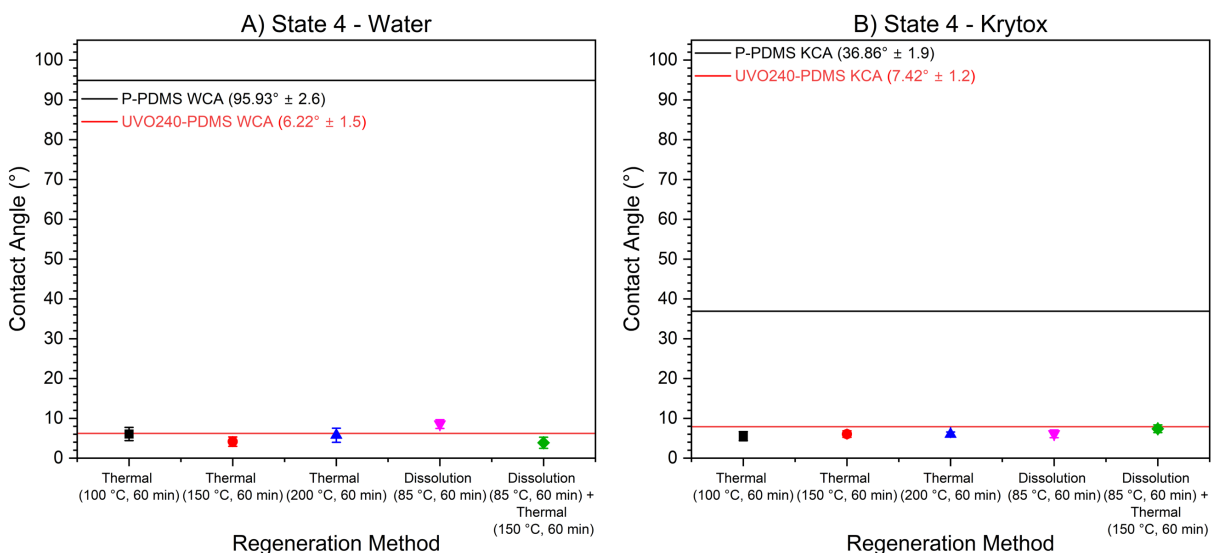 A) State 4 - Water
100
90
80
70
60
50
40
30
20
10
0
Contact Angle (°)
P-PDMS WCA (95.93° ± 2.6)
UVO240-PDMS WCA (6.22° ± 1.5)
Thermal
(100 °C, 60 min)
Thermal
(150 °C, 60 min)
Thermal
(200 °C, 60 min)
Dissolution
(85 °C, 60 min)
Dissolution
(85 °C, 60 min) +
Thermal
(150 °C, 60 min)
Regeneration Method
B) State 4 - Krytox
100
90
80
70
60
50
40
30
20
10
0
Contact Angle (°)
P-PDMS KCA (36.86° ± 1.9)
UVO240-PDMS KCA (7.42° ± 1.2)
Thermal
(100 °C, 60 min)
Thermal
(150 °C, 60 min)
Thermal
(200 °C, 60 min)
Dissolution
(85 °C, 60 min)
Dissolution
(85 °C, 60 min) +
Thermal
(150 °C, 60 min)
Regeneration Method